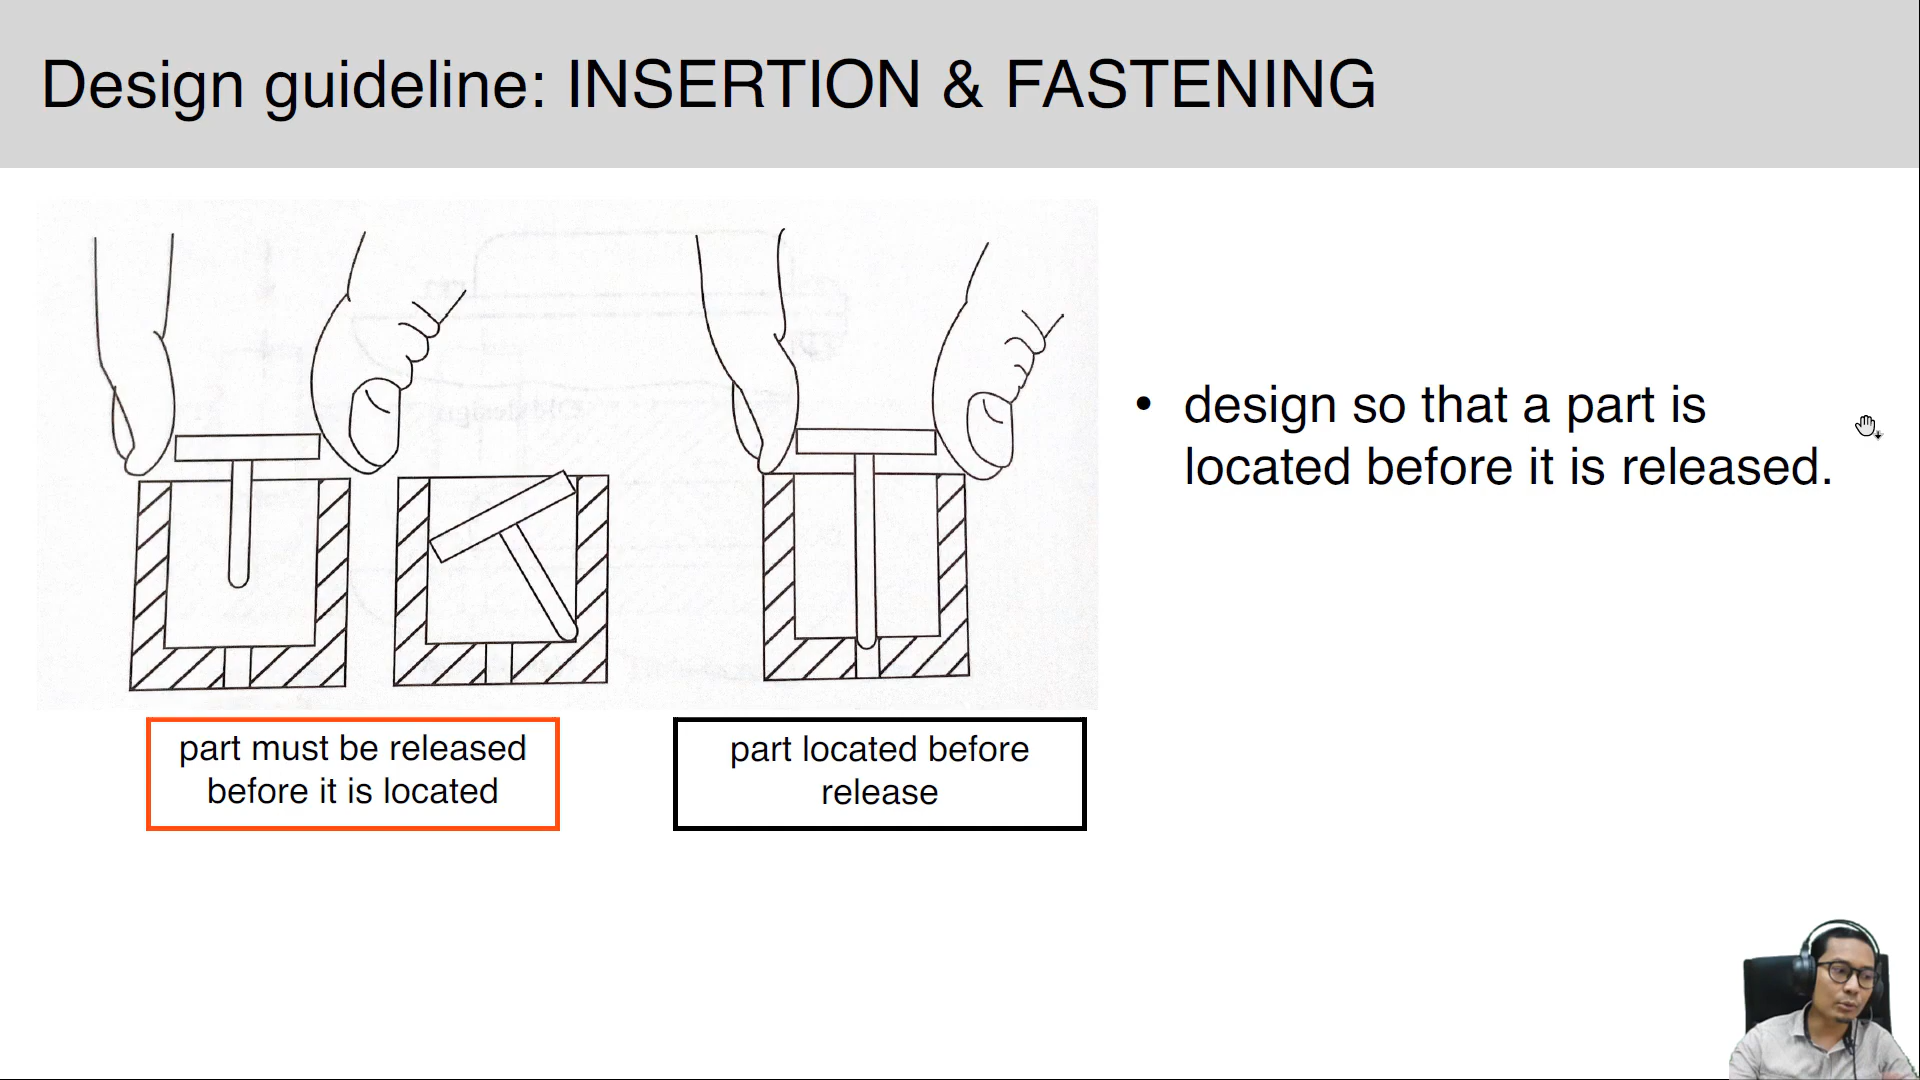 Design guideline: INSERTION & FASTENING
• design so that a part is
located before it is released.
part must be released
before it is located
part located before
release